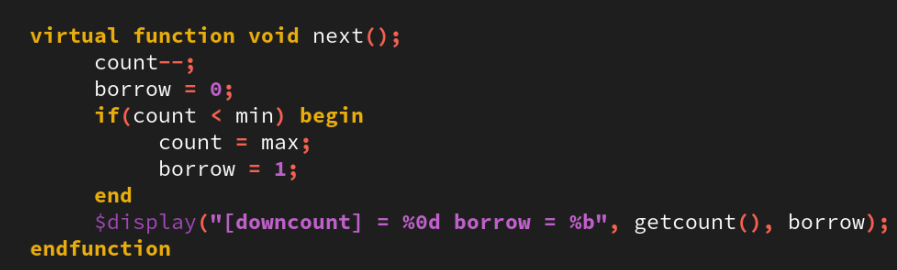 virtual function void next();
count--;
borrow = 0;
if(count < min) begin
count = max;
borrow = 1;
end
$display("[downcount] = %0d borrow = %b", getcount(), borrow);
endfunction